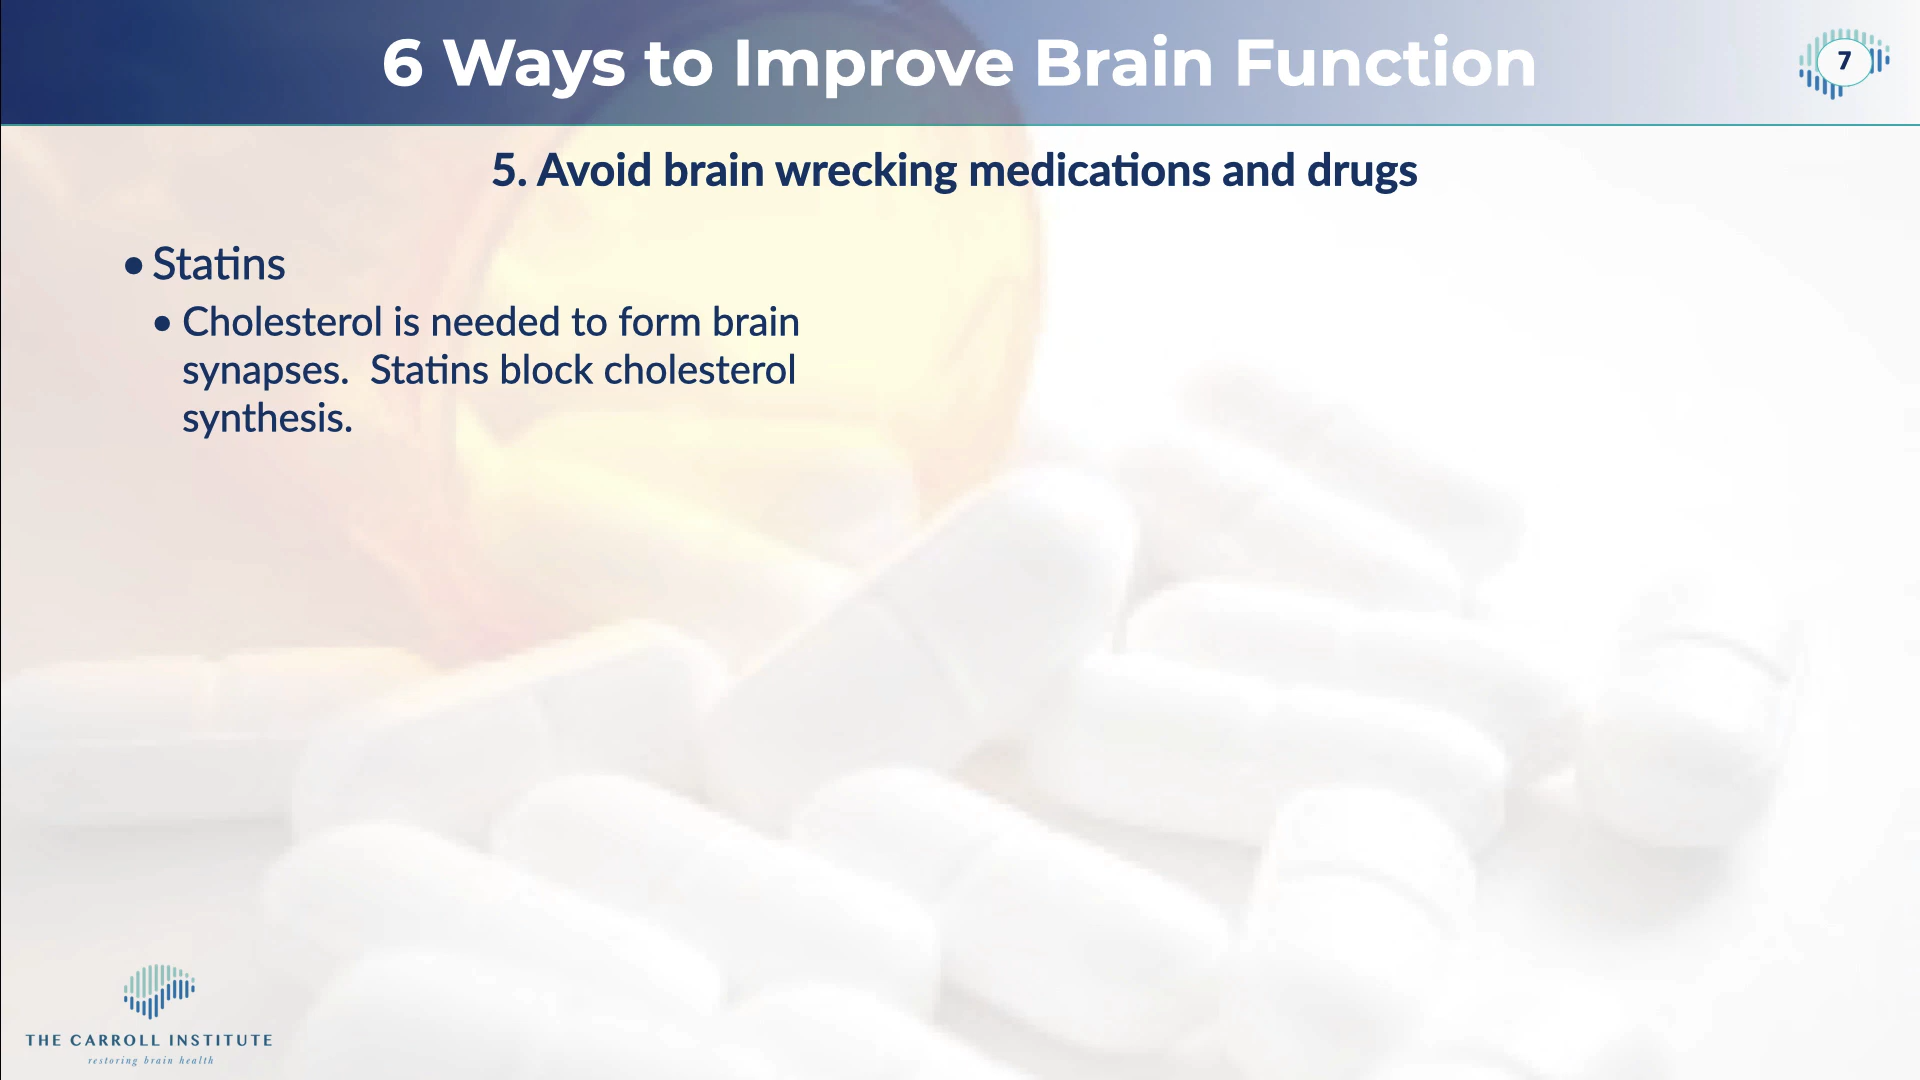 6 Ways to Improve Brain Function
7
5. Avoid brain wrecking medications and drugs
• Statins
• Cholesterol is needed to form brain
synapses.  Statins block cholesterol
synthesis.
THE CARROLL INSTITUTE
restoring brain health